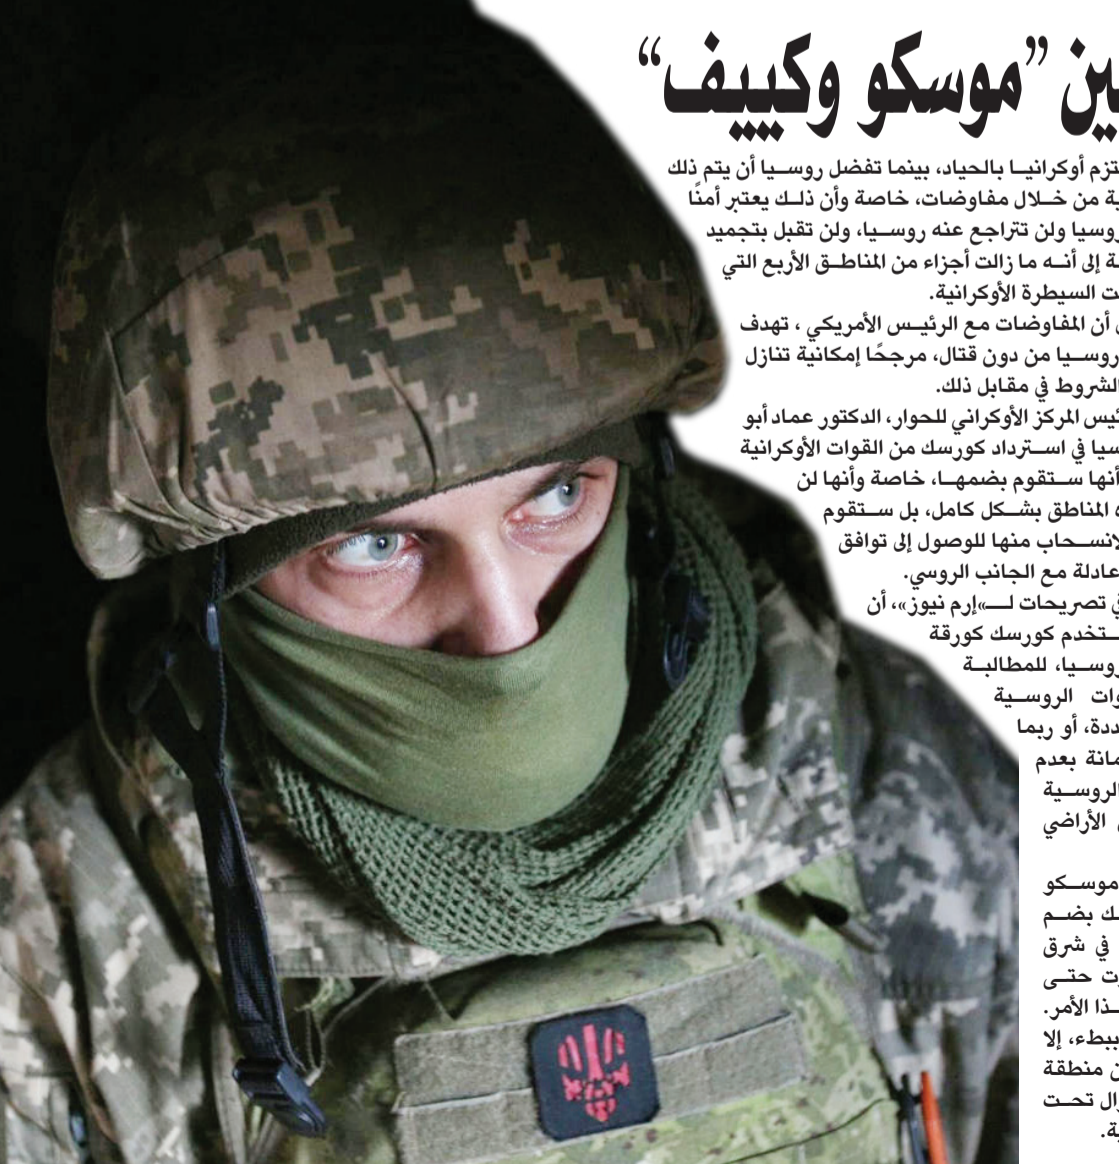 ين ”موسكو وكييف“
تزم أوكرانيا بالحياد، بينما تفضل روسيا أن يتم ذلك
ية من خلال مفاوضات، خاصة وأن ذلك يعتبر أمنًا
روسيا ولن تتراجع عنه روسيا، ولن تقبل بتجميد
ة إلى أنه ما زالت أجزاء من المناطق الأربع التي
ت السيطرة الأوكرانية.
أن المفاوضات مع الرئيس الأمريكي ، تهدف
روسيا من دون قتال، مرجحًا إمكانية تنازل
الشروط في مقابل ذلك.
ئيس المركز الأوكراني للحوار، الدكتور عماد أبو
سيا في استرداد كورسك من القوات الأوكرانية
أنها ستقوم بضمها، خاصة وأنها لن
ه المناطق بشكل كامل، بل ستقوم
لانسحاب منها للوصول إلى توافق
عادلة مع الجانب الروسي.
ي تصريحات لـ»إرم نيوز»، أن
ستخدم كورسك كورقة
روسيا، للمطالبة
وات الروسية
ددة، أو ربما
مانة بعدم
الروسية
الأراضي
موسكو
ك بضم
في شرق
ت حتى
ذا الأمر.
ببطء، إلا
ن منطقة
ال تحت
ة.